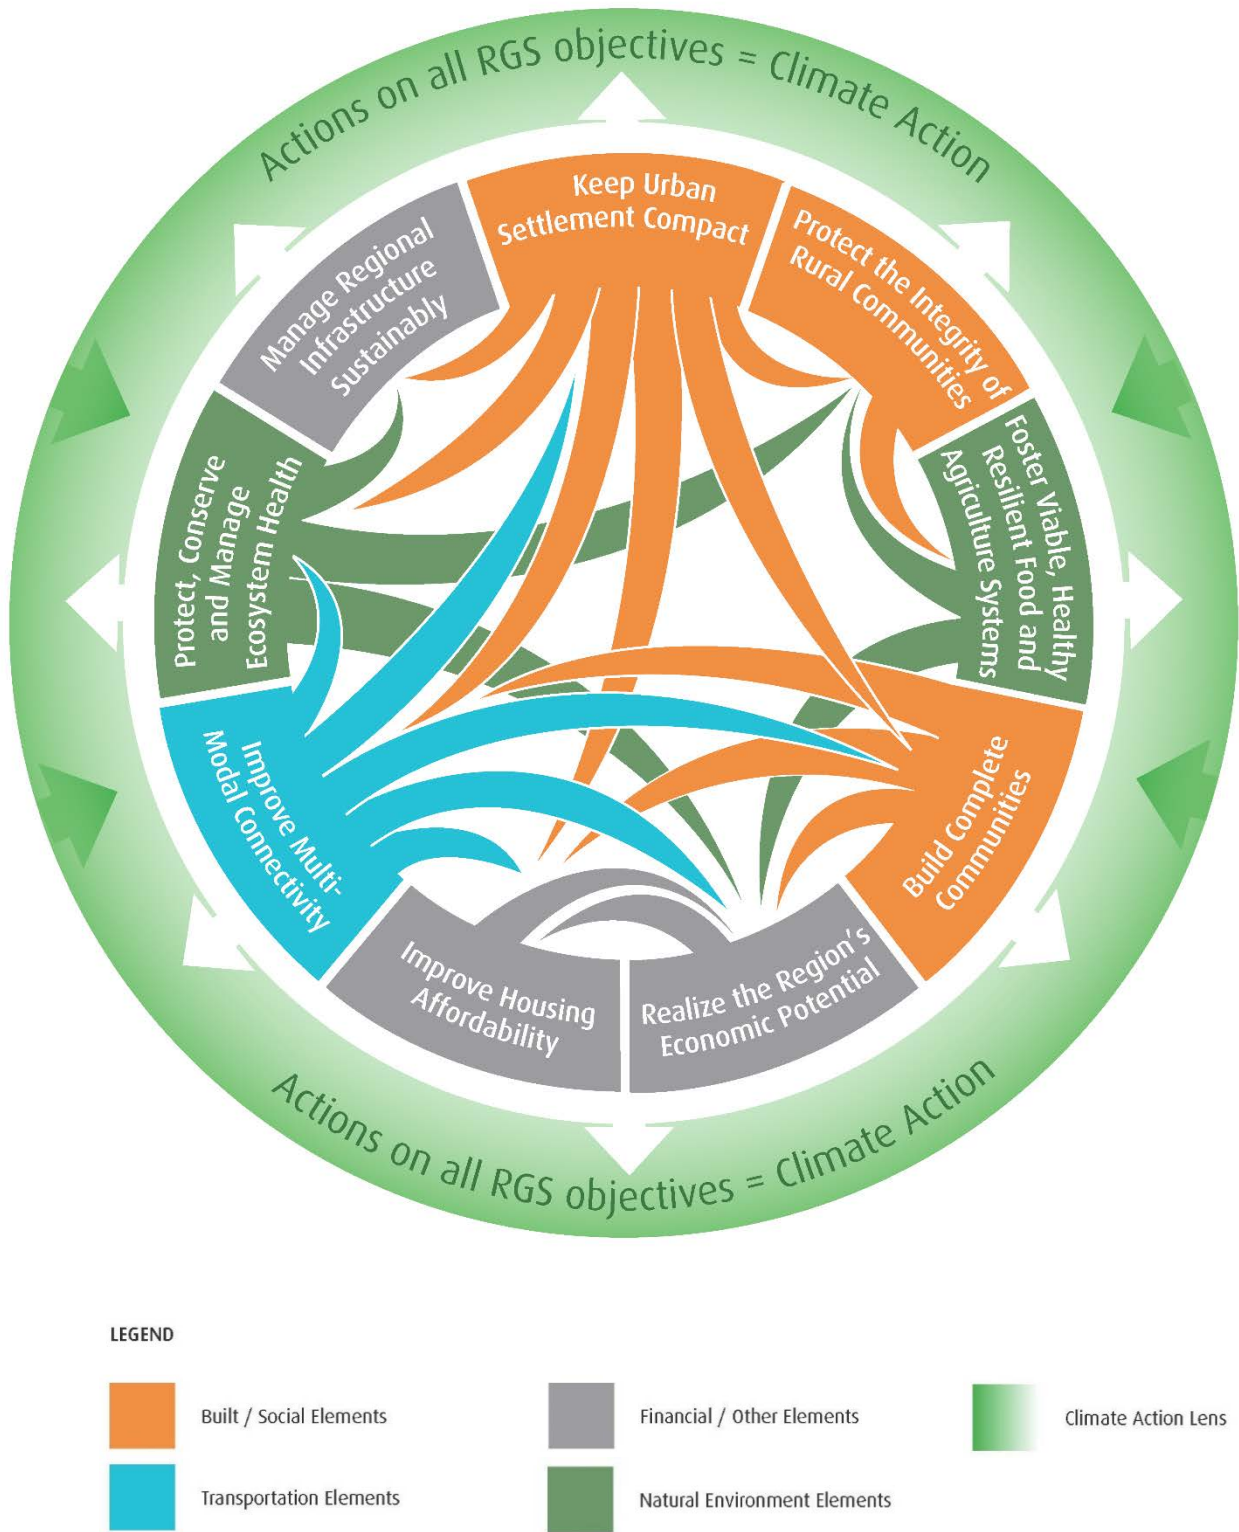 Actions on all RGS objectives = Climate Action
Keep Urban
Settlement Compact
Protect the Integrity of
Rural Communities
Foster Viable, Healthy
Resilient Food and
Agriculture Systems
Build Complete
Communities
Realize the Region's
Economic Potential
Improve Housing
Affordability
Improve Multi-
Modal Connectivity
Protect, Conserve
and Manage
Ecosystem Health
Manage Regional
Infrastructure
Sustainably
Actions on all RGS objectives = Climate Action
LEGEND
Built / Social Elements
Financial / Other Elements
Climate Action Lens
Transportation Elements
Natural Environment Elements